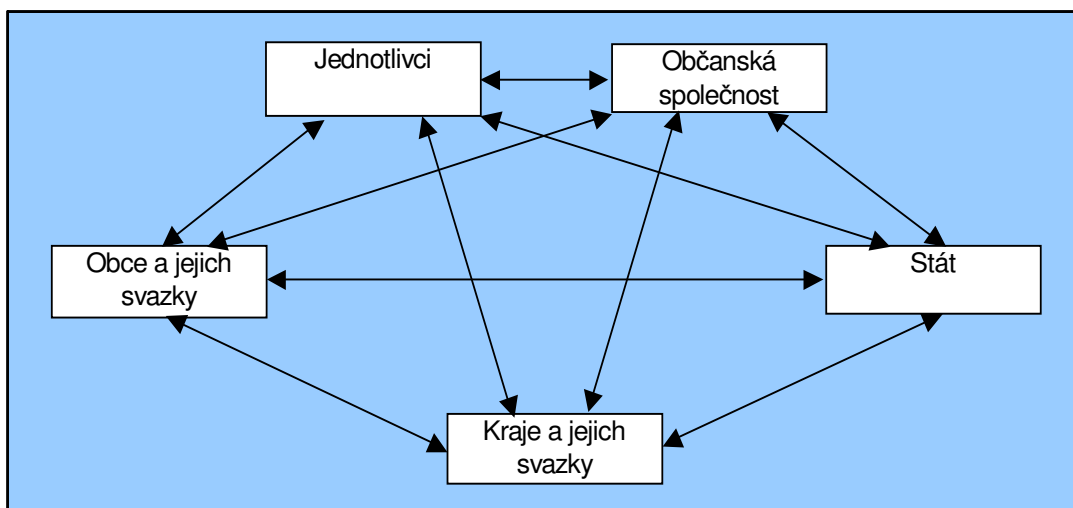 Jednotlivci
Občanská
společnost
Obce a jejich
svazky
Stát
Kraje a jejich
svazky